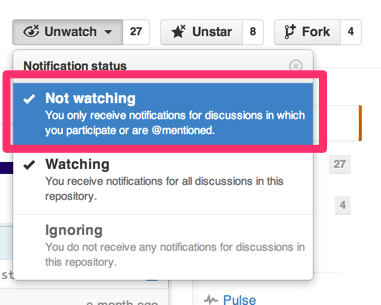 Unwatch 27 Unstar 8 Fork 4
Notification status
Not watching
You only receive notifications for discussions in which
you participate or are @mentioned.
Watching
You receive notifications for all discussions in this
repository.
27
4
Ignoring
You do not receive any notifications for discussions in
this repository.
a month ago
Pulse